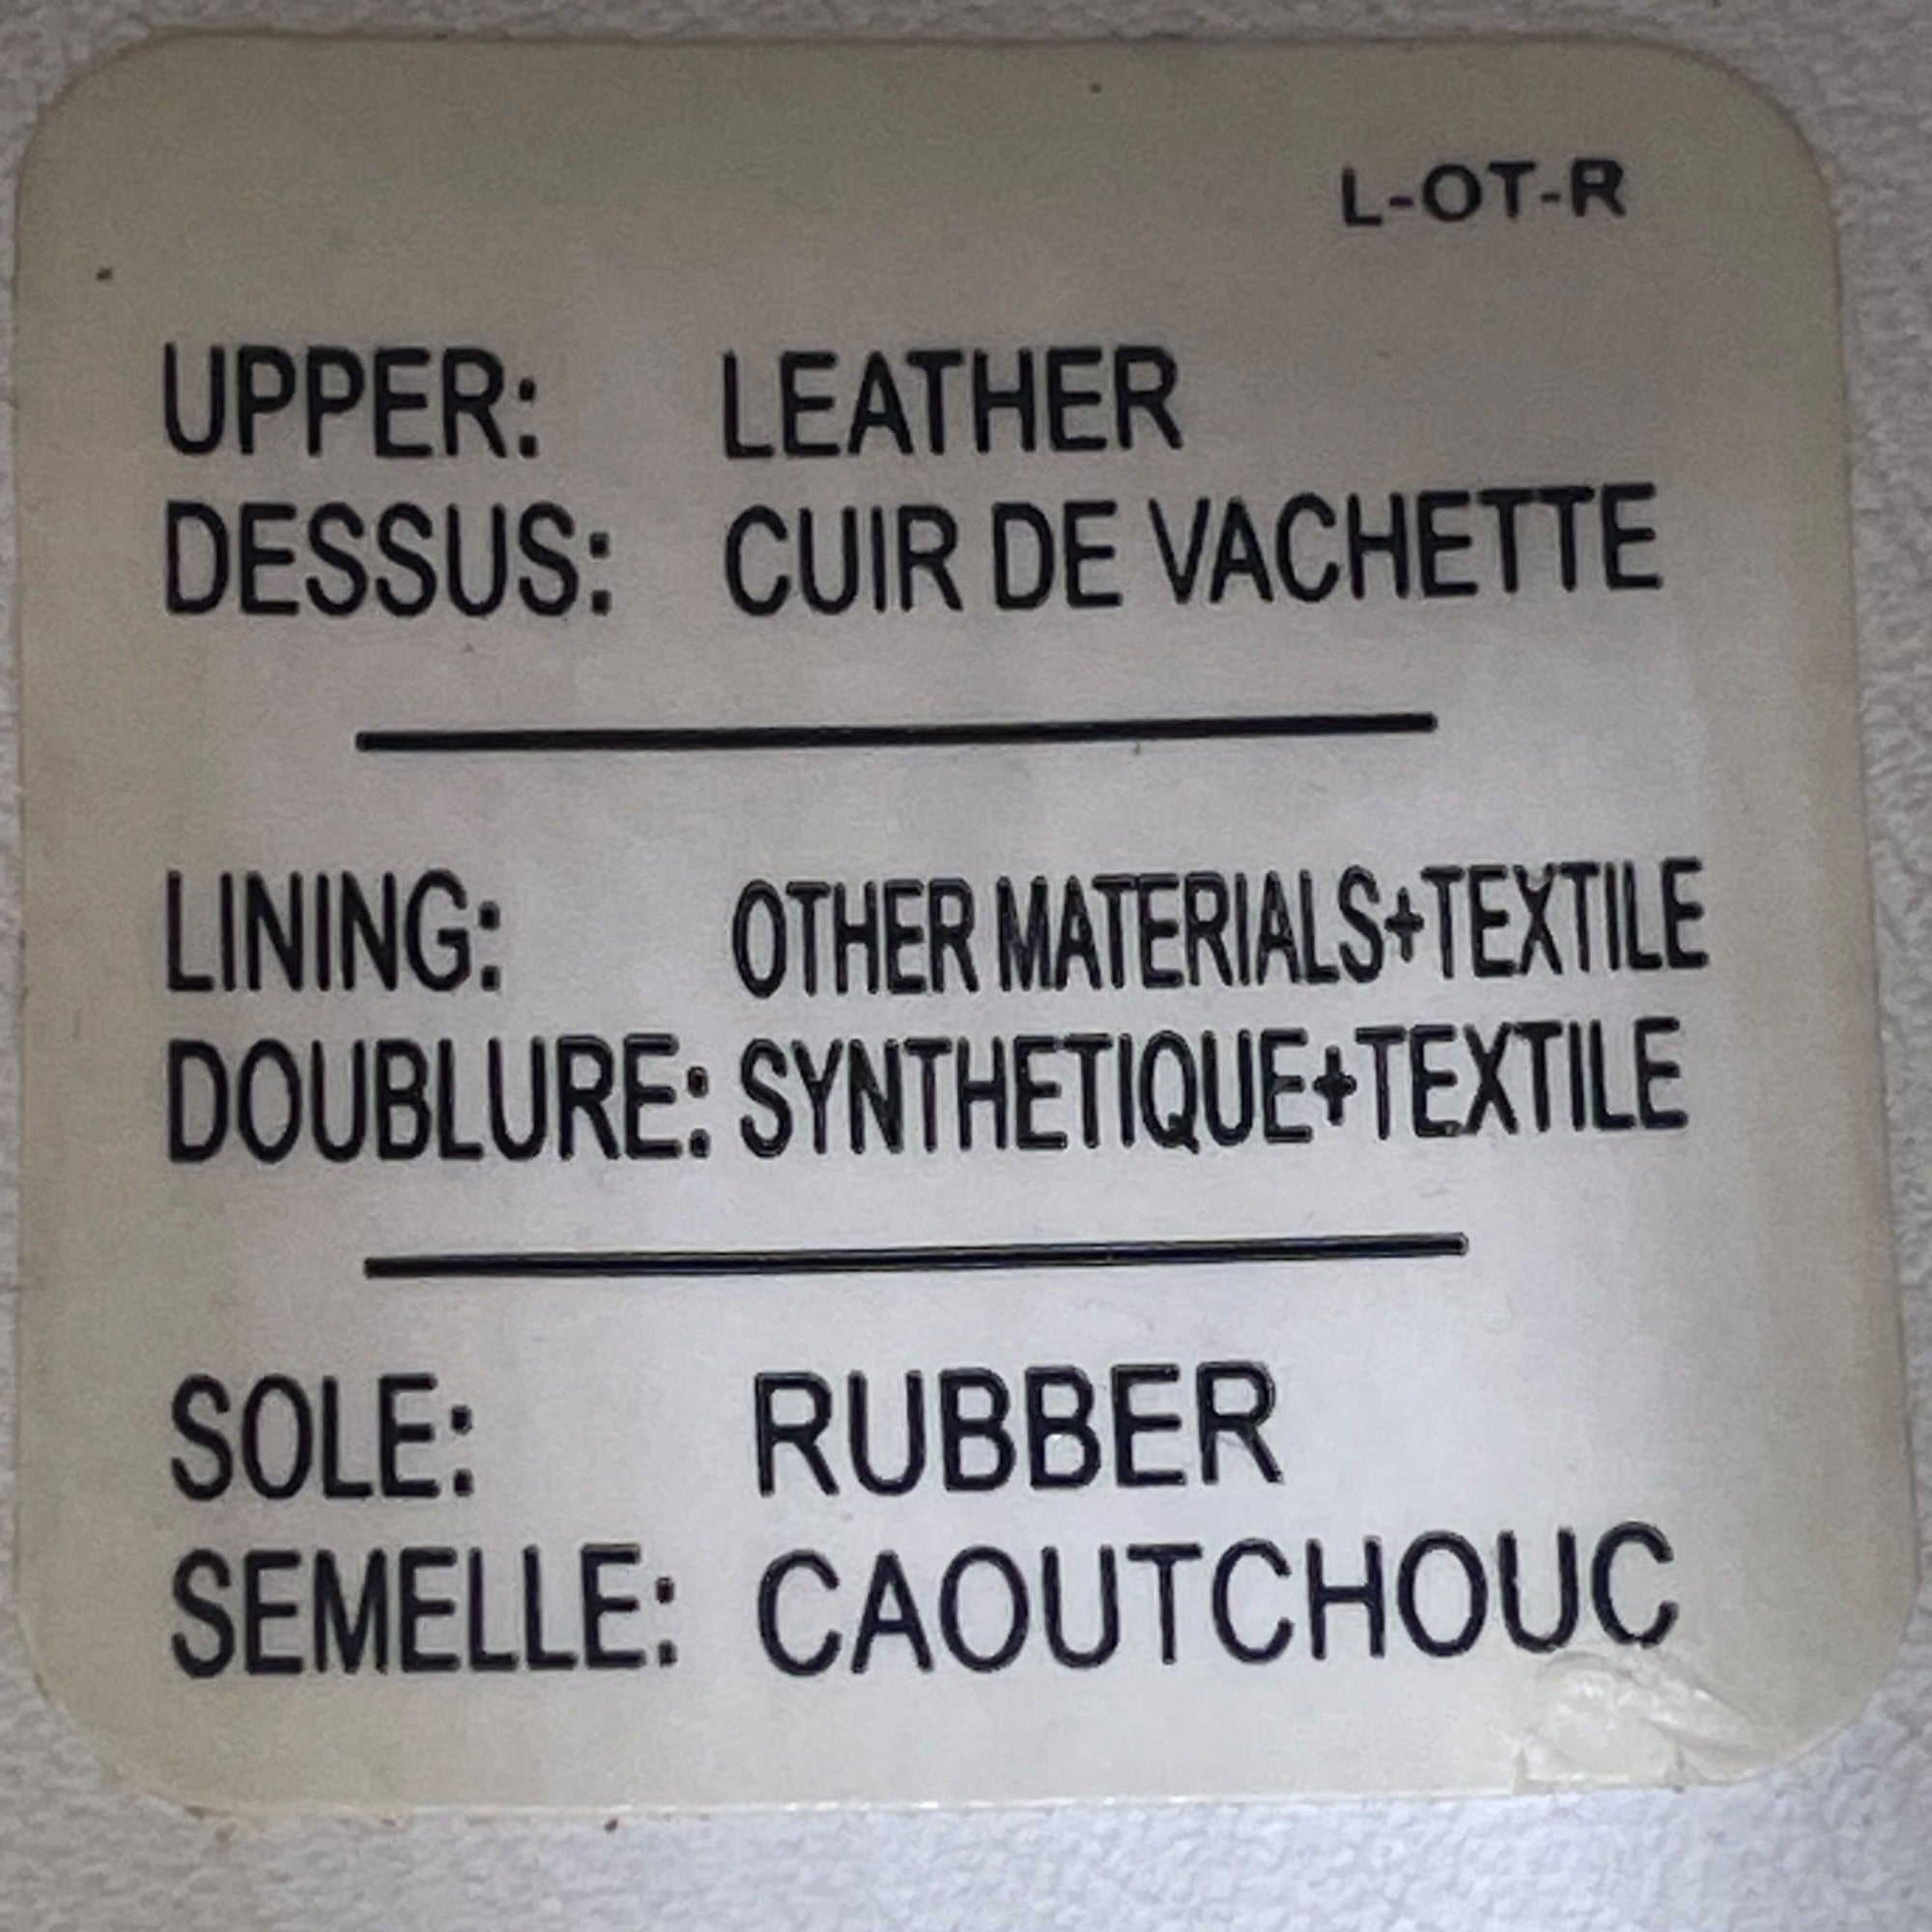 L-OT-R
UPPER: LEATHER
DESSUS: CUIR DE VACHETTE
LINING: OTHER MATERIALS+TEXTILE
DOUBLURE: SYNTHETIQUE+TEXTILE
SOLE: RUBBER
SEMELLE: CAOUTCHOUC